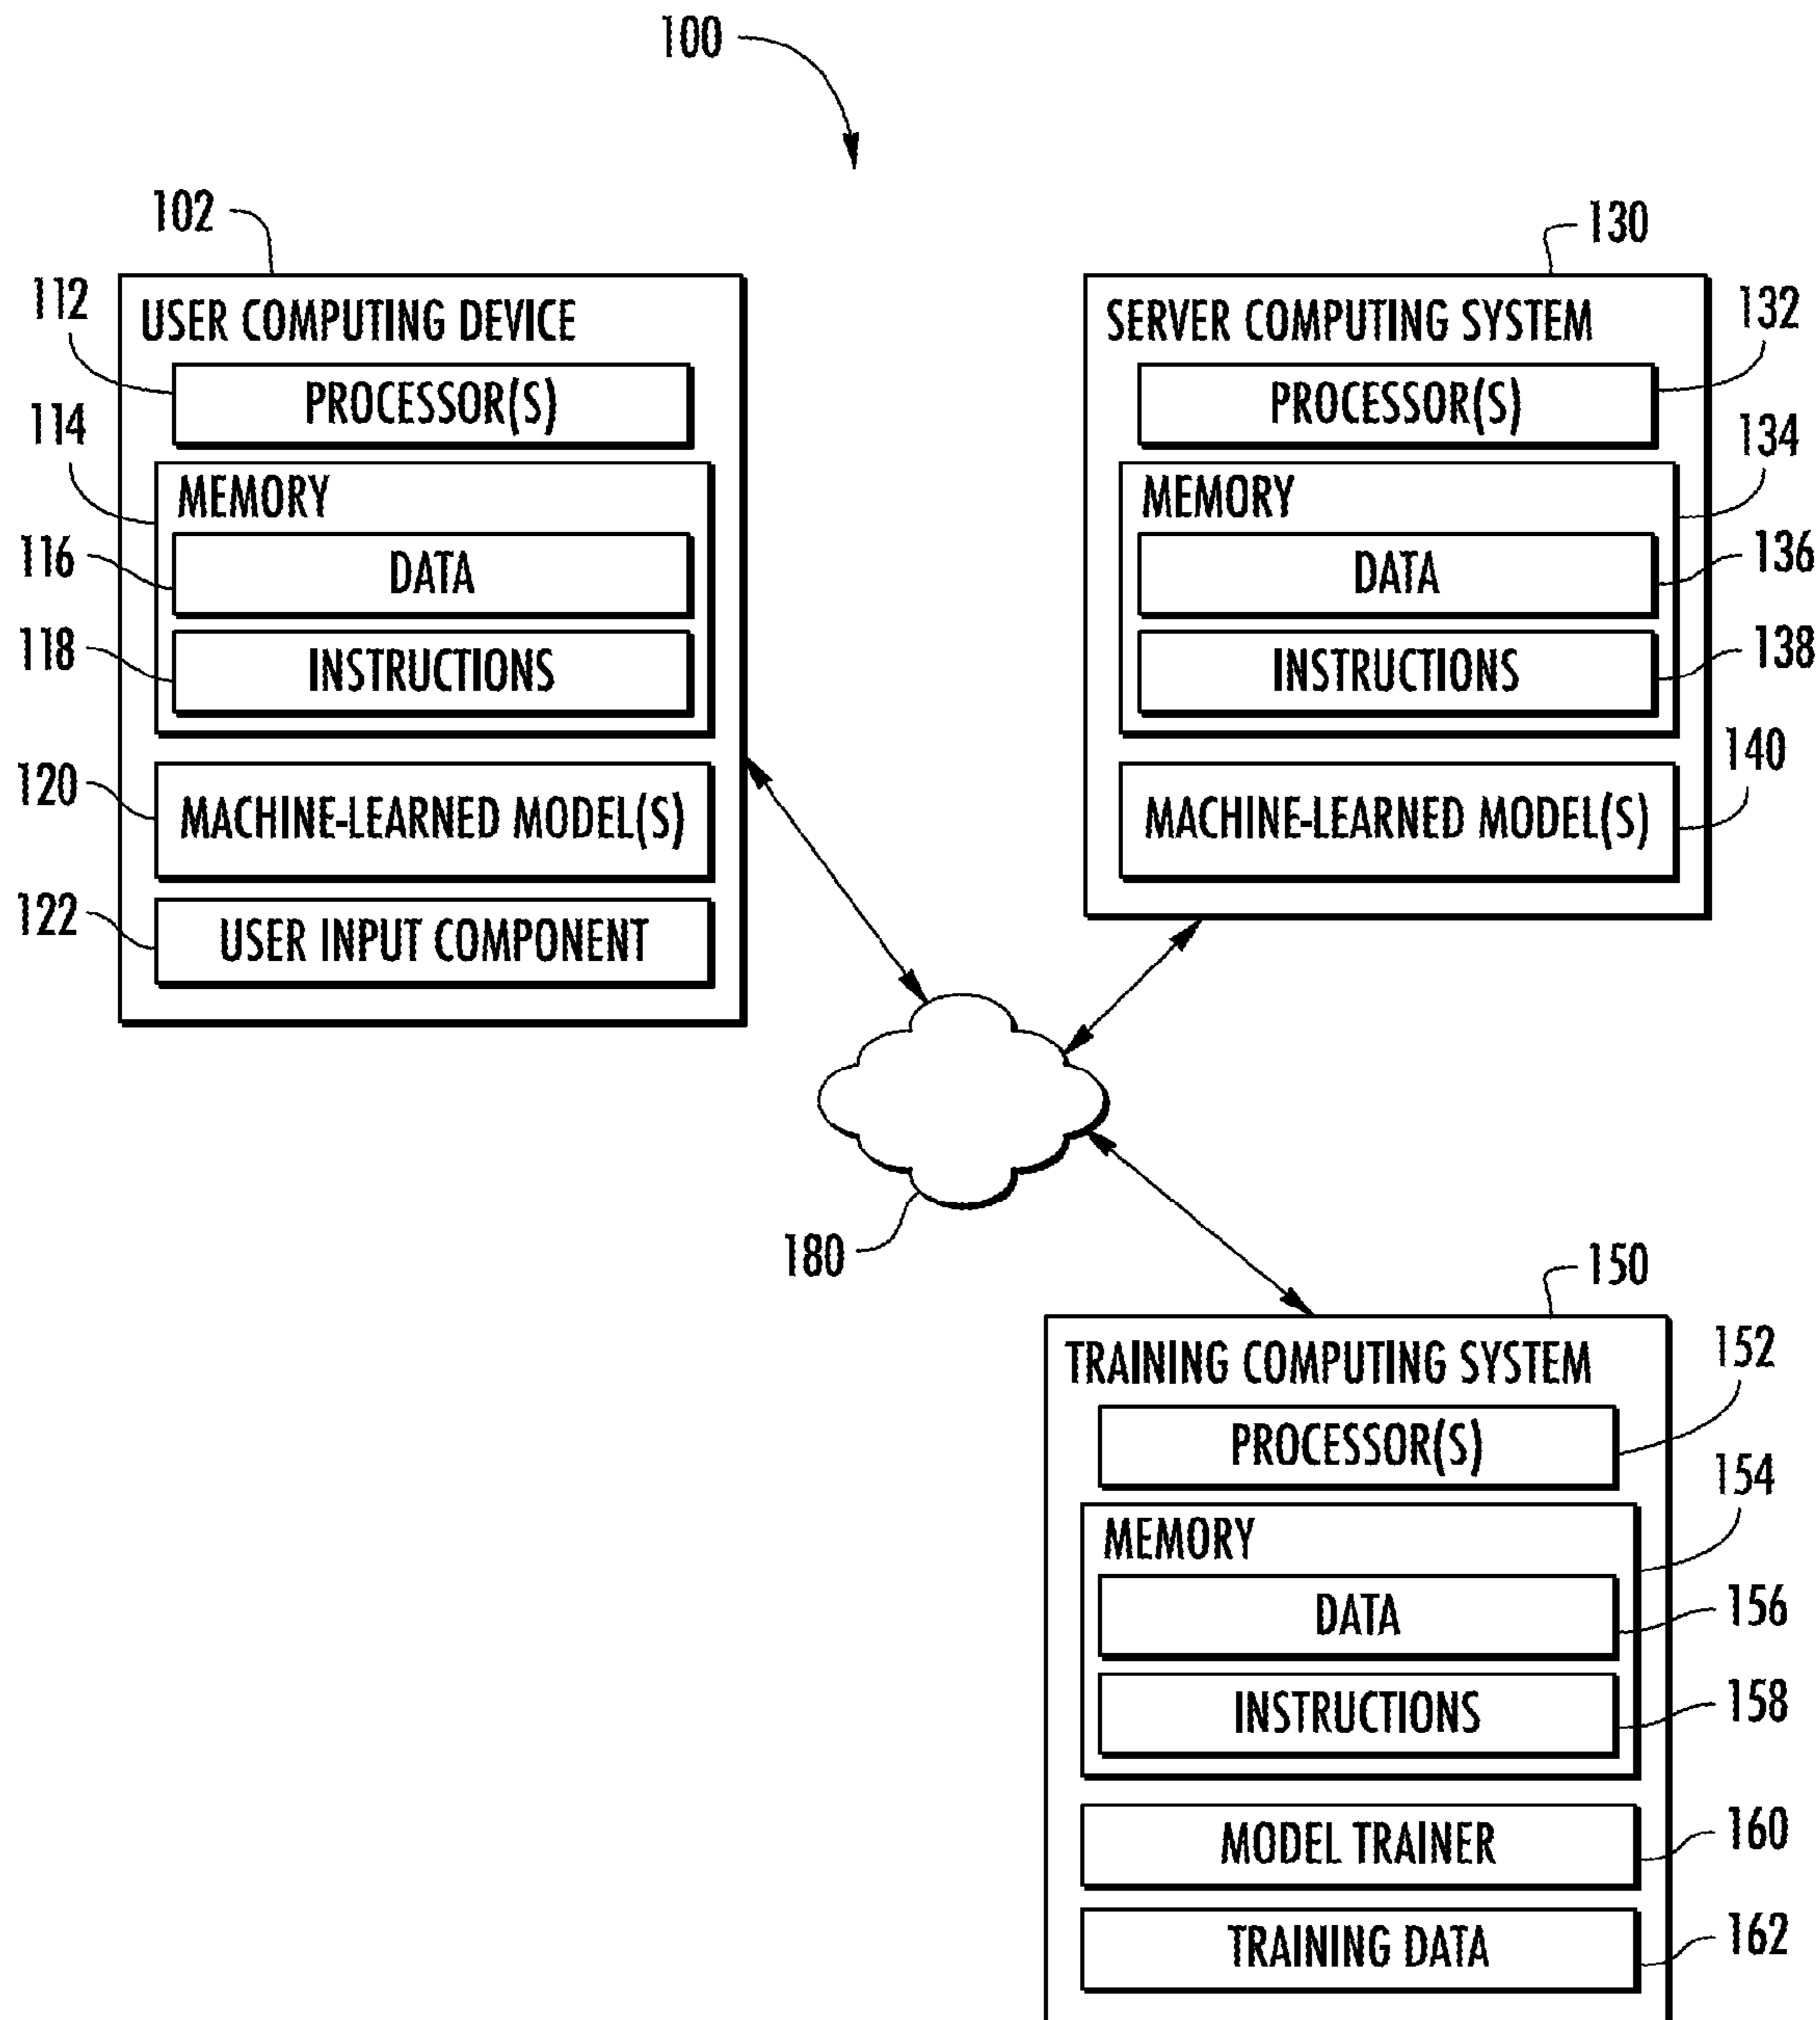 100
102
USER COMPUTING DEVICE
112
PROCESSOR(S)
114
MEMORY
116
DATA
118
INSTRUCTIONS
120
MACHINE-LEARNED MODEL(S)
122
USER INPUT COMPONENT
130
SERVER COMPUTING SYSTEM
132
PROCESSOR(S)
134
MEMORY
136
DATA
138
INSTRUCTIONS
140
MACHINE-LEARNED MODEL(S)
180
150
TRAINING COMPUTING SYSTEM
152
PROCESSOR(S)
154
MEMORY
DATA
156
INSTRUCTIONS
158
MODEL TRAINER
160
TRAINING DATA
162